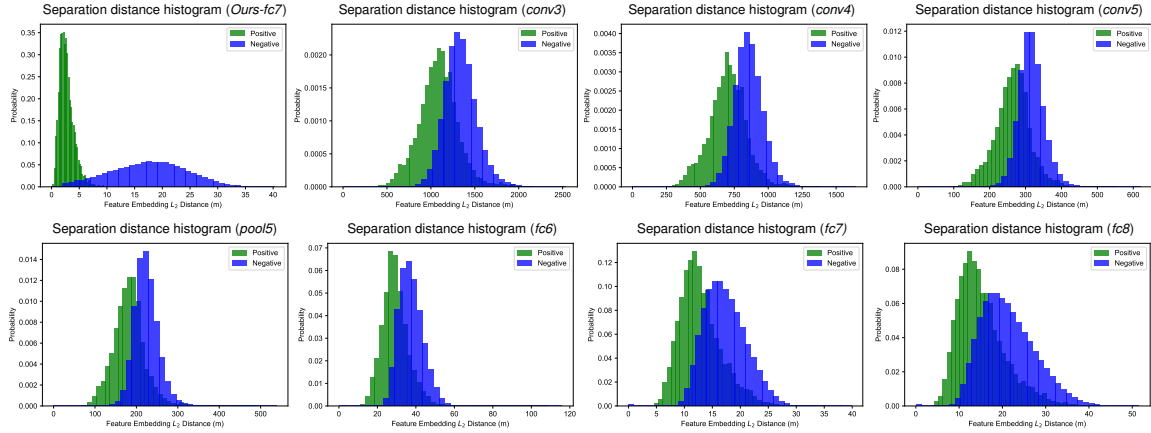 Separation distance histogram (Ours-fc7)
0.35
0.30
0.25
0.20
0.15
0.10
0.05
0.00
Probability
Positive
Negative
0 5 10 15 20 25 30 35 40
Feature Embedding L2 Distance (m)
Separation distance histogram (conv3)
0.0020
0.0015
0.0010
0.0005
0.0000
Probability
Positive
Negative
0 500 1000 1500 2000 2500
Feature Embedding L2 Distance (m)
Separation distance histogram (conv4)
0.0040
0.0035
0.0030
0.0025
0.0020
0.0015
0.0010
0.0005
0.0000
Probability
Positive
Negative
0 250 500 750 1000 1250 1500
Feature Embedding L2 Distance (m)
Separation distance histogram (conv5)
0.012
0.010
0.008
0.006
0.004
0.002
0.000
Probability
Positive
Negative
0 100 200 300 400 500 600
Feature Embedding L2 Distance (m)
Separation distance histogram (pool5)
0.014
0.012
0.010
0.008
0.006
0.004
0.002
0.000
Probability
Positive
Negative
0 100 200 300 400 500
Feature Embedding L2 Distance (m)
Separation distance histogram (fc6)
0.07
0.06
0.05
0.04
0.03
0.02
0.01
0.00
Probability
Positive
Negative
0 20 40 60 80 100 120
Feature Embedding L2 Distance (m)
Separation distance histogram (fc7)
0.12
0.10
0.08
0.06
0.04
0.02
0.00
Probability
Positive
Negative
0 5 10 15 20 25 30 35 40
Feature Embedding L2 Distance (m)
Separation distance histogram (fc8)
0.08
0.06
0.04
0.02
0.00
Probability
Positive
Negative
0 10 20 30 40 50
Feature Embedding L2 Distance (m)